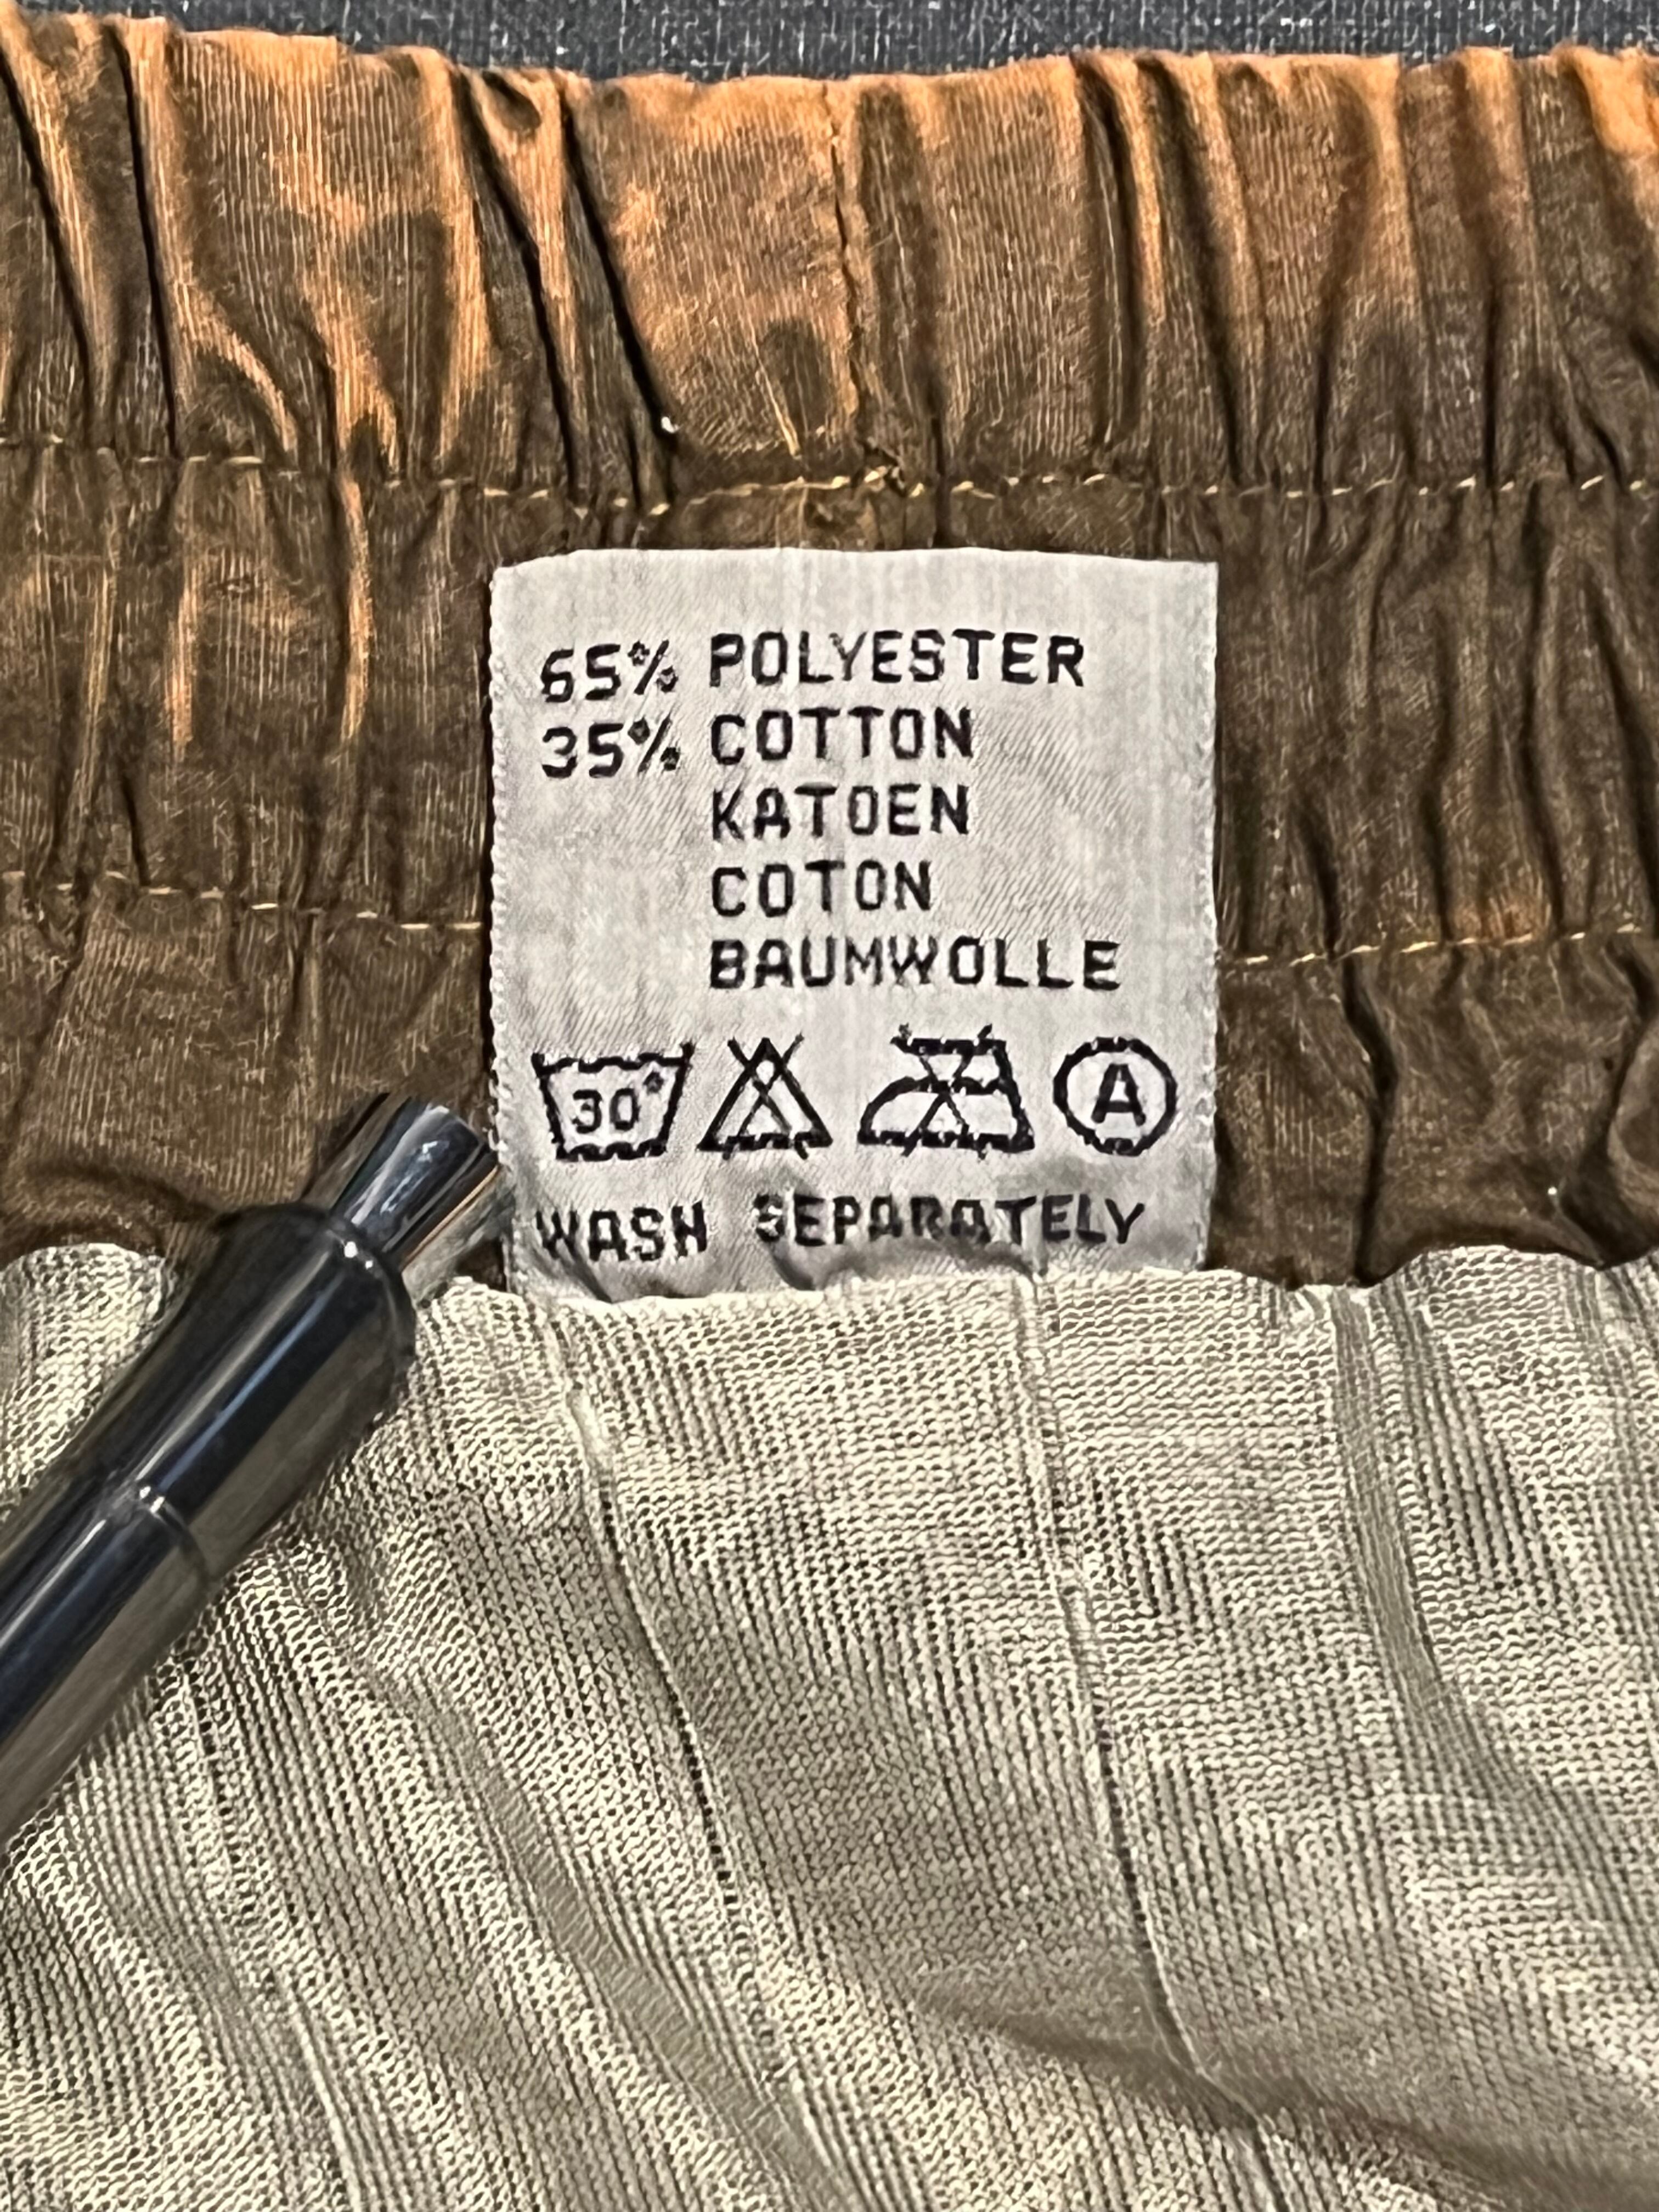 65% POLYESTER
35% COTTON
KATOEN
COTON
BAUMWOLLE
30° A
WASH SEPARATELY